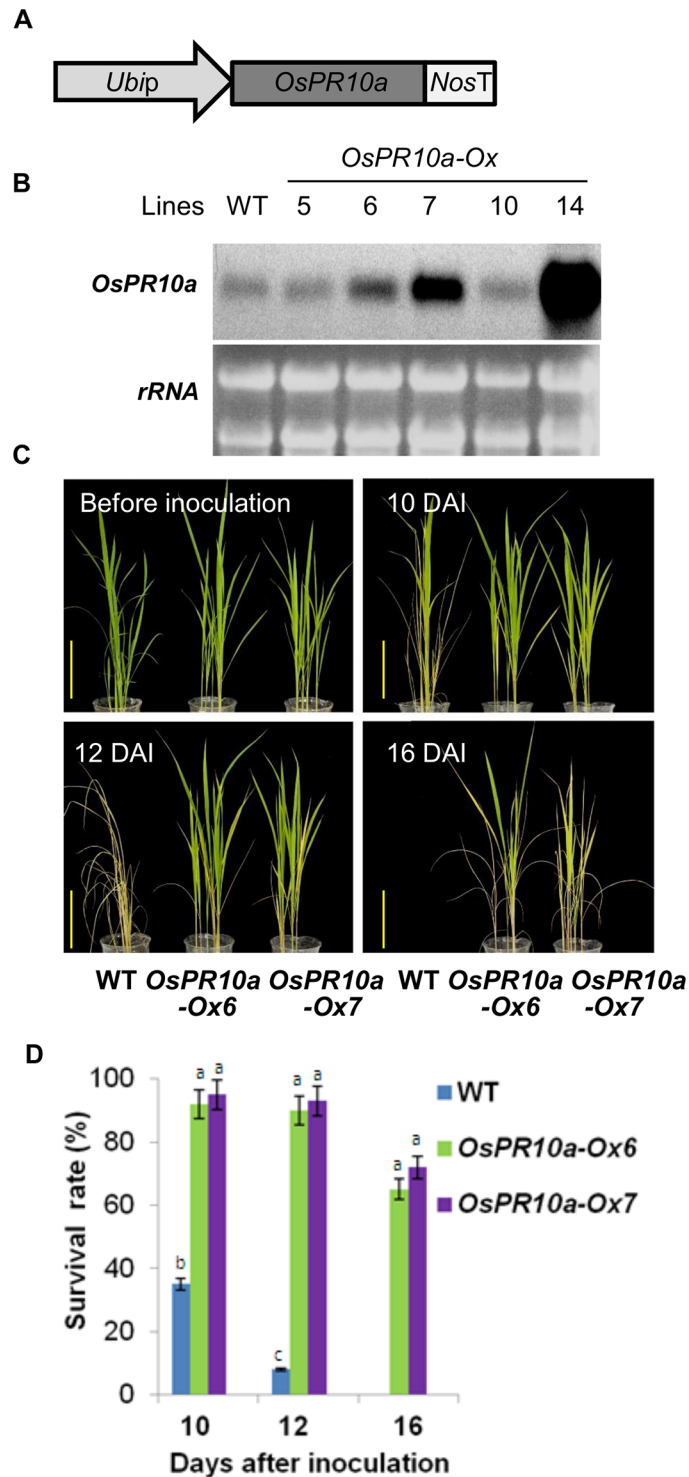 A
Ubip OsPR10a NosT
B
OsPR10a-Ox
Lines WT 5 6 7 10 14
OsPR10a
rRNA
C
Before inoculation 10 DAI
12 DAI 16 DAI
WT OsPR10a OsPR10a WT OsPR10a OsPR10a
-Ox6 -Ox7 -Ox6 -Ox7
D
Survival rate (%)
100
80
60
40
20
0
a a a a a a
b
c
WT
OsPR10a-Ox6
OsPR10a-Ox7
10 12 16
Days after inoculation